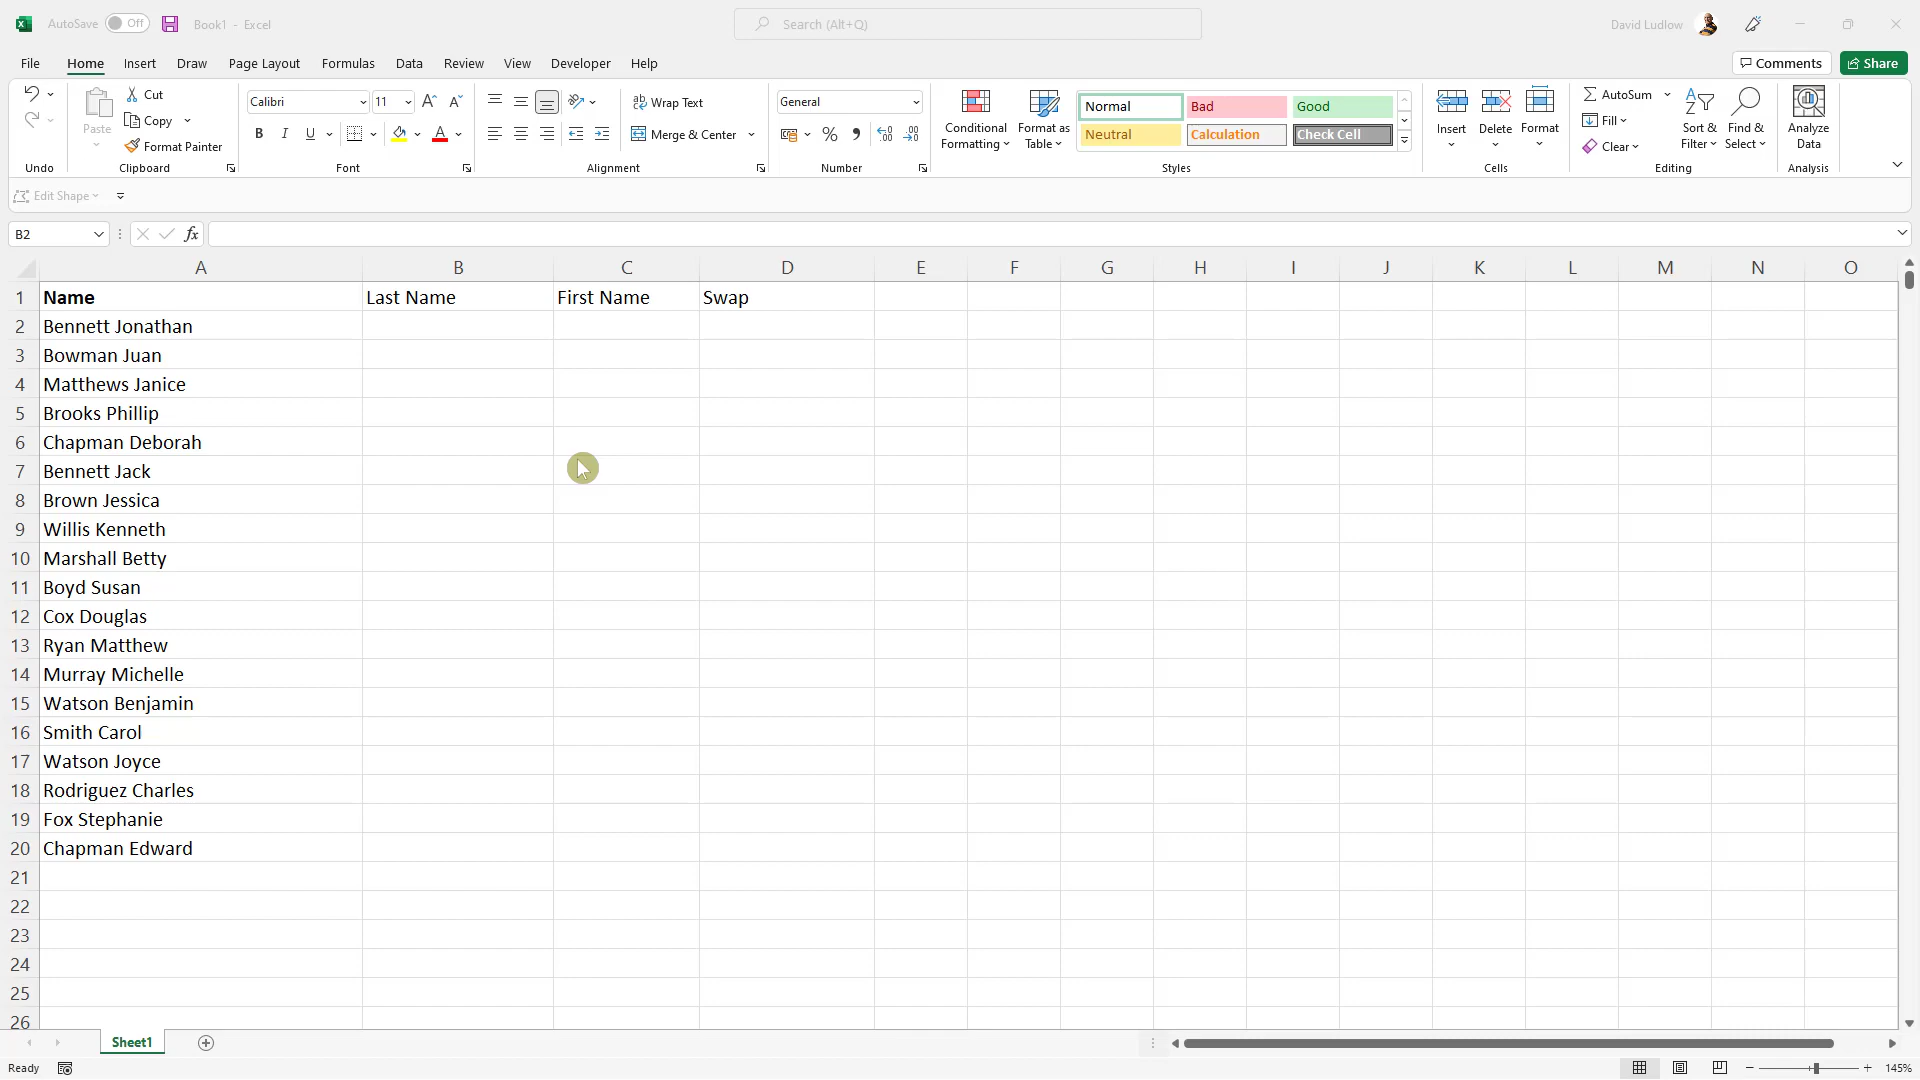 AutoSave Off Book1 - Excel Search (Alt+Q) David Ludlow
File Home Insert Draw Page Layout Formulas Data Review View Developer Help Comments Share
Cut
Copy
Format Painter
Paste
Undo Clipboard
Calibri 11
B I U
Font
Wrap Text
Merge & Center
Alignment
General
% 9
Number
Conditional Formatting
Format as Table
Normal Bad Good
Neutral Calculation Check Cell
Styles
Insert Delete Format
Cells
AutoSum
Fill
Clear
Sort & Filter
Find & Select
Editing
Analyze Data
Analysis
Edit Shape
B2 fx
A B C D E F G H I J K L M N O
1 Name Last Name First Name Swap
2 Bennett Jonathan
3 Bowman Juan
4 Matthews Janice
5 Brooks Phillip
6 Chapman Deborah
7 Bennett Jack
8 Brown Jessica
9 Willis Kenneth
10 Marshall Betty
11 Boyd Susan
12 Cox Douglas
13 Ryan Matthew
14 Murray Michelle
15 Watson Benjamin
16 Smith Carol
17 Watson Joyce
18 Rodriguez Charles
19 Fox Stephanie
20 Chapman Edward
21
22
23
24
25
26
Sheet1
Ready 145%